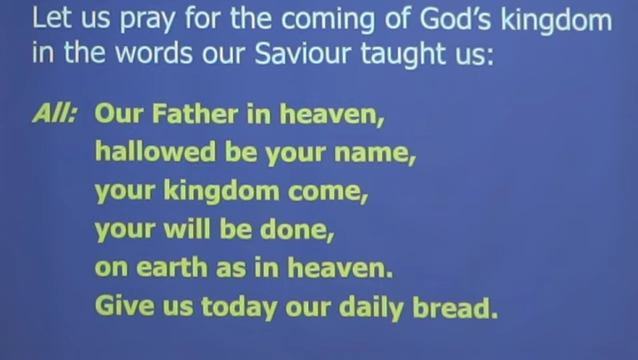 Let us pray for the coming of God's kingdom
in the words our Saviour taught us:
All: Our Father in heaven,
hallowed be your name,
your kingdom come,
your will be done,
on earth as in heaven.
Give us today our daily bread.